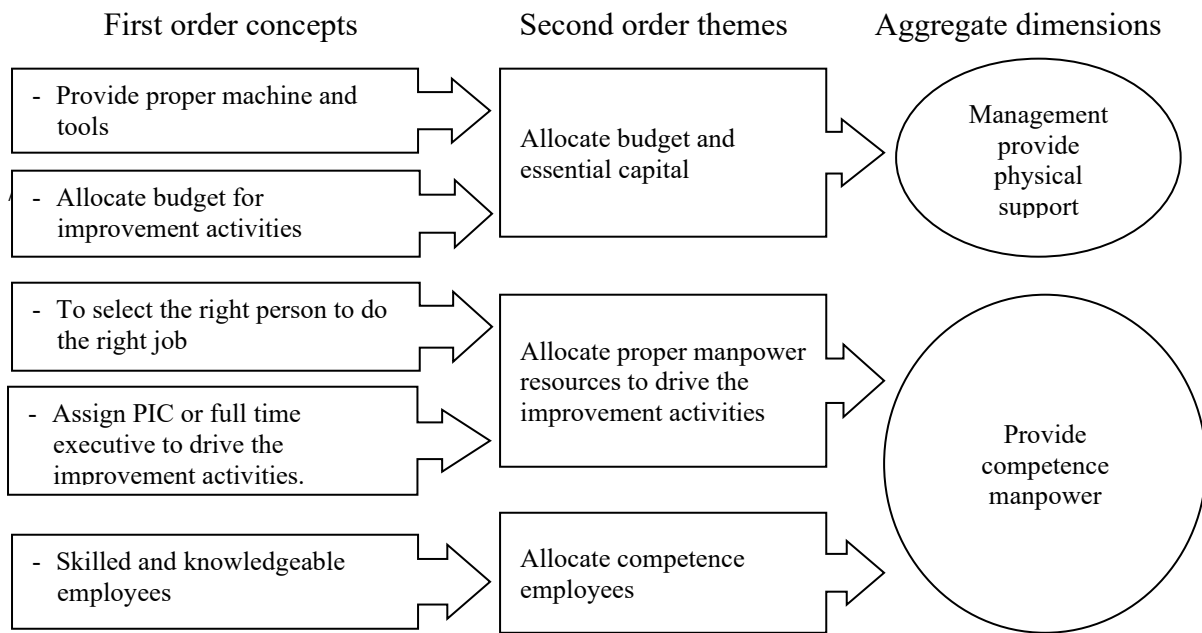 First order concepts
Second order themes
Aggregate dimensions
- Provide proper machine and
tools
- Allocate budget for
improvement activities
Allocate budget and
essential capital
Management
provide
physical
support
- To select the right person to do
the right job
- Assign PIC or full time
executive to drive the
improvement activities.
Allocate proper manpower
resources to drive the
improvement activities
- Skilled and knowledgeable
employees
Allocate competence
employees
Provide
competence
manpower